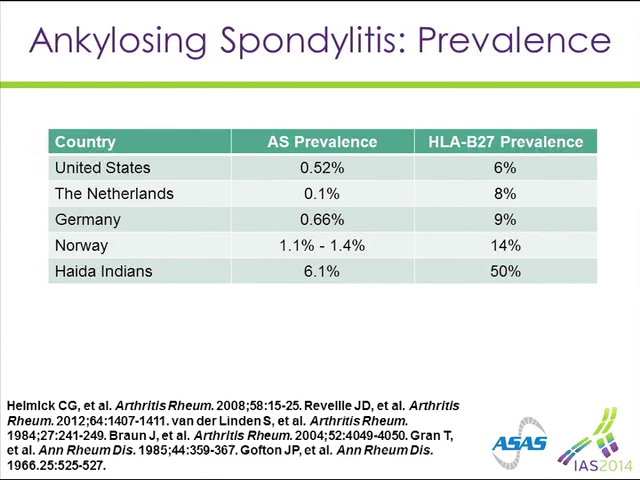 Ankylosing Spondylitis: Prevalence
Country AS Prevalence HLA-B27 Prevalence
United States 0.52% 6%
The Netherlands 0.1% 8%
Germany 0.66% 9%
Norway 1.1% - 1.4% 14%
Haida Indians 6.1% 50%
Helmick CG, et al. Arthritis Rheum. 2008;58:15-25. Reveille JD, et al. Arthritis
Rheum. 2012;64:1407-1411. van der Linden S, et al. Arthritis Rheum.
1984;27:241-249. Braun J, et al. Arthritis Rheum. 2004;52:4049-4050. Gran T,
et al. Ann Rheum Dis. 1985;44:359-367. Gofton JP, et al. Ann Rheum Dis.
1966.25:525-527.
ASAS
IAS2014